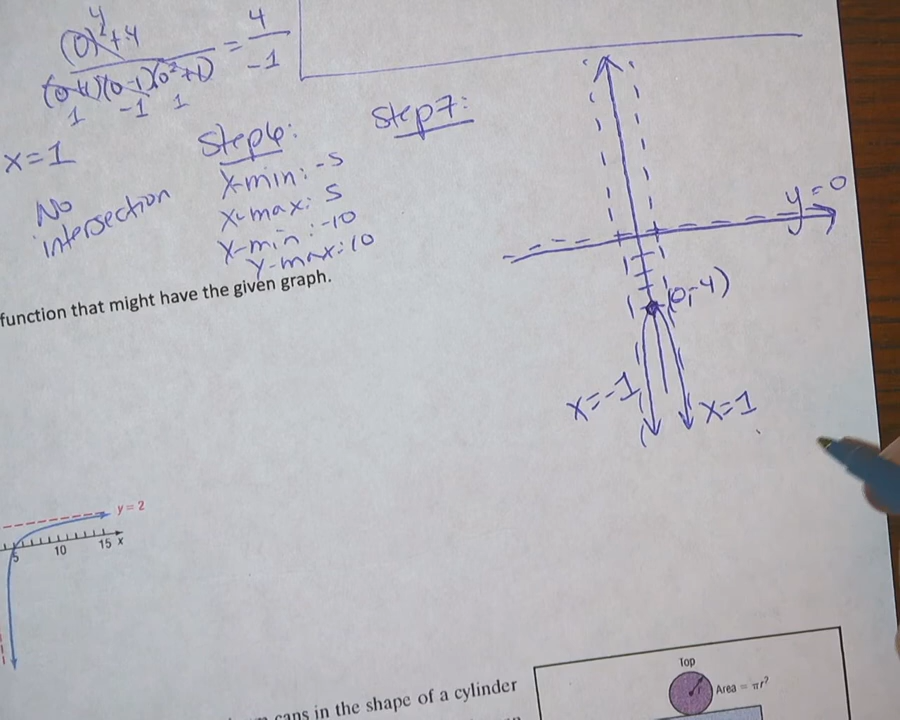 4
(0)²+4
(0+1)(0-1)(0²+1)
= 4
-1
1 -1 1
x=1
No
intersection
Step6:
X-min: -5
X-max: 5
Y-min: -10
Y-max: 10
Step7:
y=0
(0,-4)
x=-1
x=1
function that might have the given graph.
y = 2
5 10 15 x
cans in the shape of a cylinder
Top
Area = πr²
r